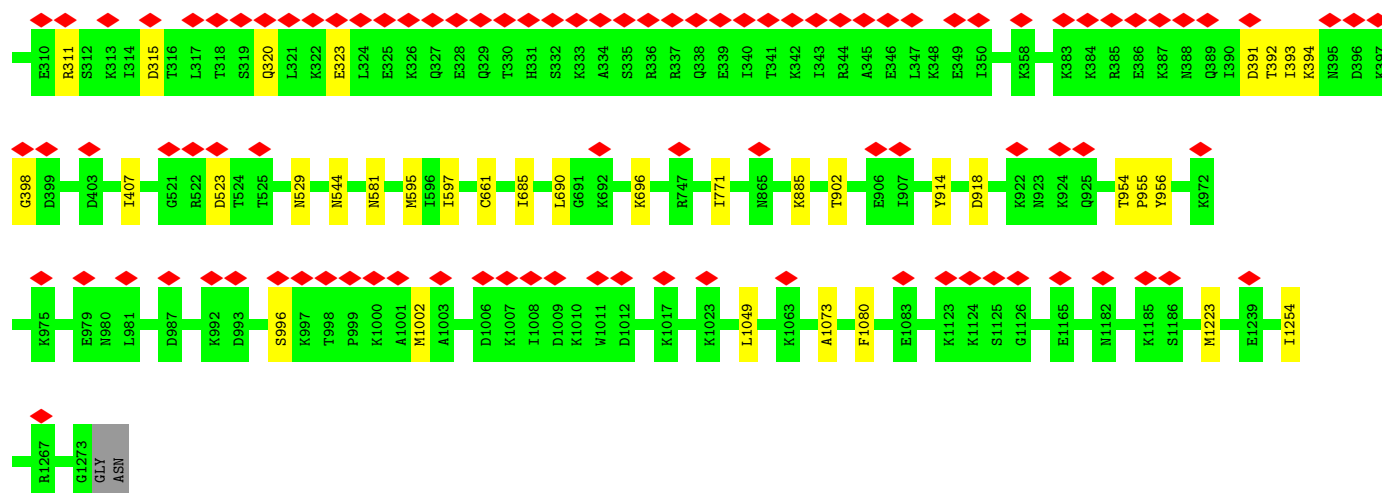 E310 R311 S312 K313 I314 D315 T316 L317 T318 S319 Q320 L321 K322 E323 L324 E325 K326 Q327 E328 Q329 T330 H331 S332 K333 A334 S335 R336 R337 Q338 E339 I340 T341 K342 I343 R344 A345 E346 L347 K348 E349 I350 K358 K383 K384 R385 E386 K387 N388 Q389 I390 D391 T392 I393 K394 N395 D396 K397
G398 D399 D403 I407 G521 R522 D523 T524 T525 N529 N544 N581 M595 I596 I597 C661 I685 L690 G691 K692 K696 R747 I771 N865 K885 T902 E906 I907 Y914 D918 K922 N923 K924 Q925 T954 P955 Y956 K972
K975 E979 N980 L981 D987 K992 D993 S996 K997 T998 P999 K1000 A1001 M1002 A1003 D1006 K1007 I1008 D1009 K1010 W1011 D1012 K1017 K1023 L1049 K1063 A1073 F1080 E1083 K1123 K1124 S1125 G1126 E1165 N1182 K1185 S1186 M1223 E1239 I1254
R1267 G1273 GLY ASN